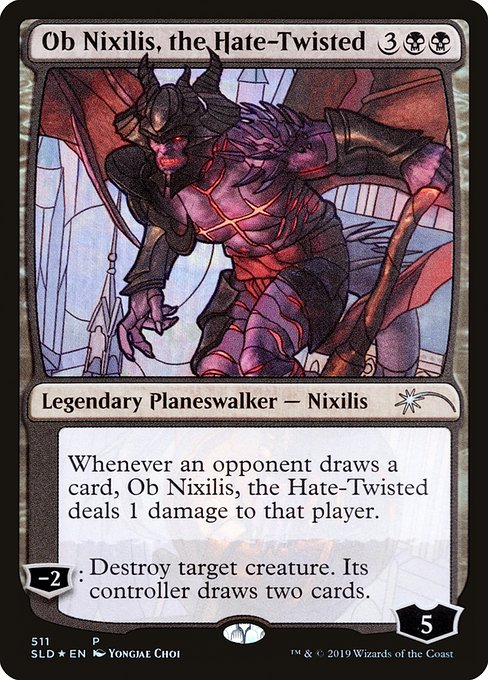 Ob Nixilis, the Hate-Twisted 3
Legendary Planeswalker — Nixilis
Whenever an opponent draws a
card, Ob Nixilis, the Hate-Twisted
deals 1 damage to that player.
-2 : Destroy target creature. Its
controller draws two cards.
5
511 P
SLD ★ EN Yongjae Choi
™ & © 2019 Wizards of the Coast